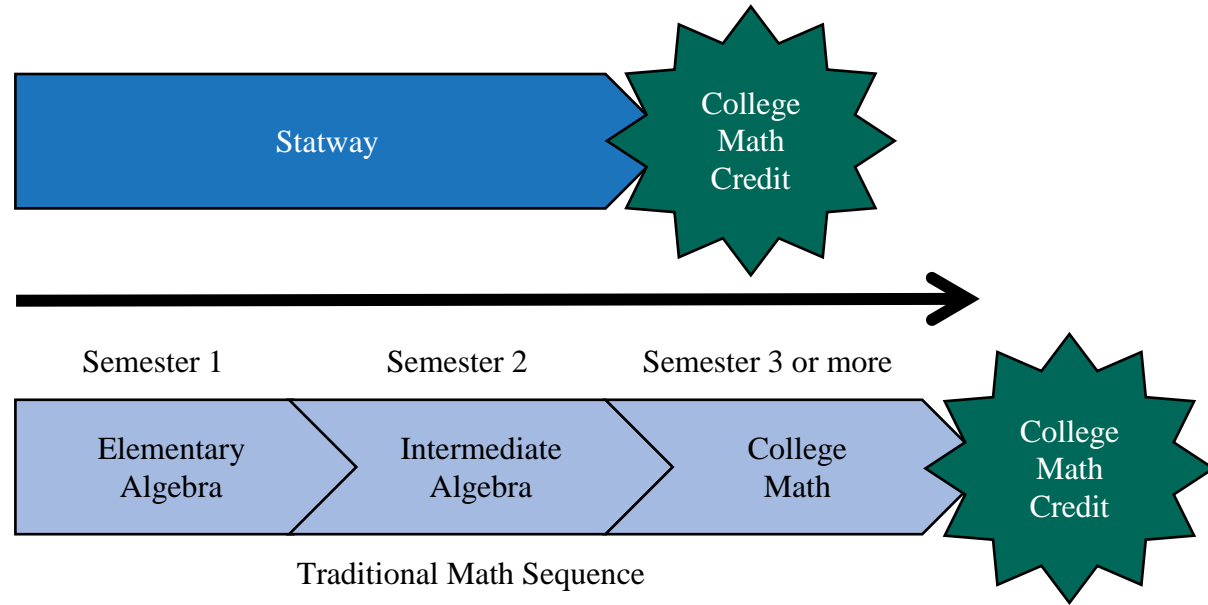 Statway
College
Math
Credit
Semester 1
Semester 2
Semester 3 or more
Elementary
Algebra
Intermediate
Algebra
College
Math
College
Math
Credit
Traditional Math Sequence